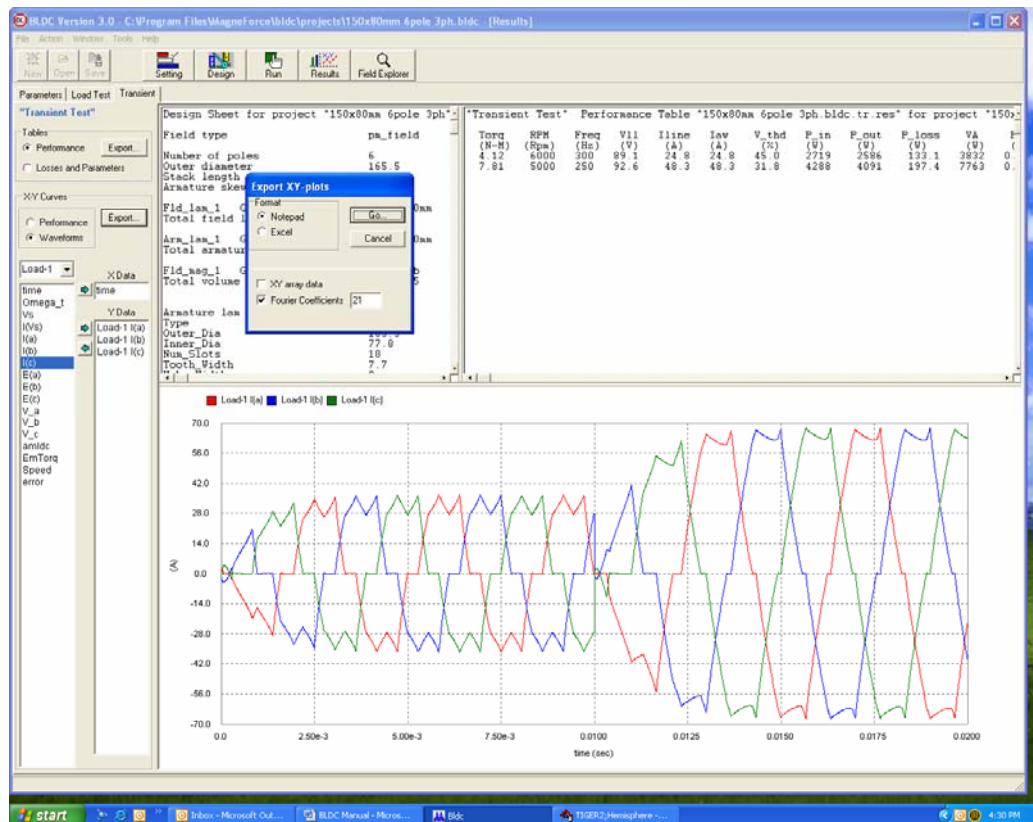 BLDC Version 3.0 - C:\Program Files\MagneForce\bldc\projects\150x80mm 6pole 3ph.bldc - [Results]
File Action Window Tools Help
New Open Save Setting Design Run Results Field Explorer
Parameters Load Test Transient
"Transient Test"
Tables
Performance Export...
Losses and Parameters
X-Y Curves
Performance Export...
Waveforms
Load-1
X Data
time
Y Data
Load-1 I(a)
Load-1 I(b)
Load-1 I(c)
time
Omega_t
Vs
I(Vs)
I(a)
I(b)
I(c)
E(a)
E(b)
E(c)
V_a
V_b
V_c
amldc
EmTorq
Speed
error
Design Sheet for project "150x80mm 6pole 3ph"
Field type pm_field
Number of poles 6
Outer diameter 165.5
Stack length
Armature skew
Fld_lam_1 0mm
Total field l
Arm_lam_1 0mm
Total armatur
Fld_mag_1
Total volume
Armature lam
Type
Outer_Dia
Inner_Dia 77.0
Num_Slots 18
Tooth_Width 7.7
Export XY-plots
Format
Notepad
Excel
Go...
Cancel
XY array data
Fourier Coefficients 21
"Transient Test" Performance Table "150x80mm 6pole 3ph.bldc.tr.res" for project "150x
Torq RPM Freq Vll Iline Iaw V_thd P_in P_out P_loss VA
(N-M) (Rpm) (Hz) (V) (A) (A) (%) (W) (W) (W) (W)
4.12 6000 300 89.1 24.8 24.8 45.0 2719 2586 133.1 3832 0.
7.81 5000 250 92.6 48.3 48.3 31.8 4288 4091 197.4 7763 0.
Load-1 I(a) Load-1 I(b) Load-1 I(c)
70.0
56.0
42.0
28.0
14.0
0.0
-14.0
-28.0
-42.0
-56.0
-70.0
(A)
0.0 2.50e-3 5.00e-3 7.50e-3 0.0100 0.0125 0.0150 0.0175 0.0200
time (sec)
start Inbox - Microsoft Out... BLDC Manual - Micros... Bldc TIGER2;Hemisphere -... 4:30 PM